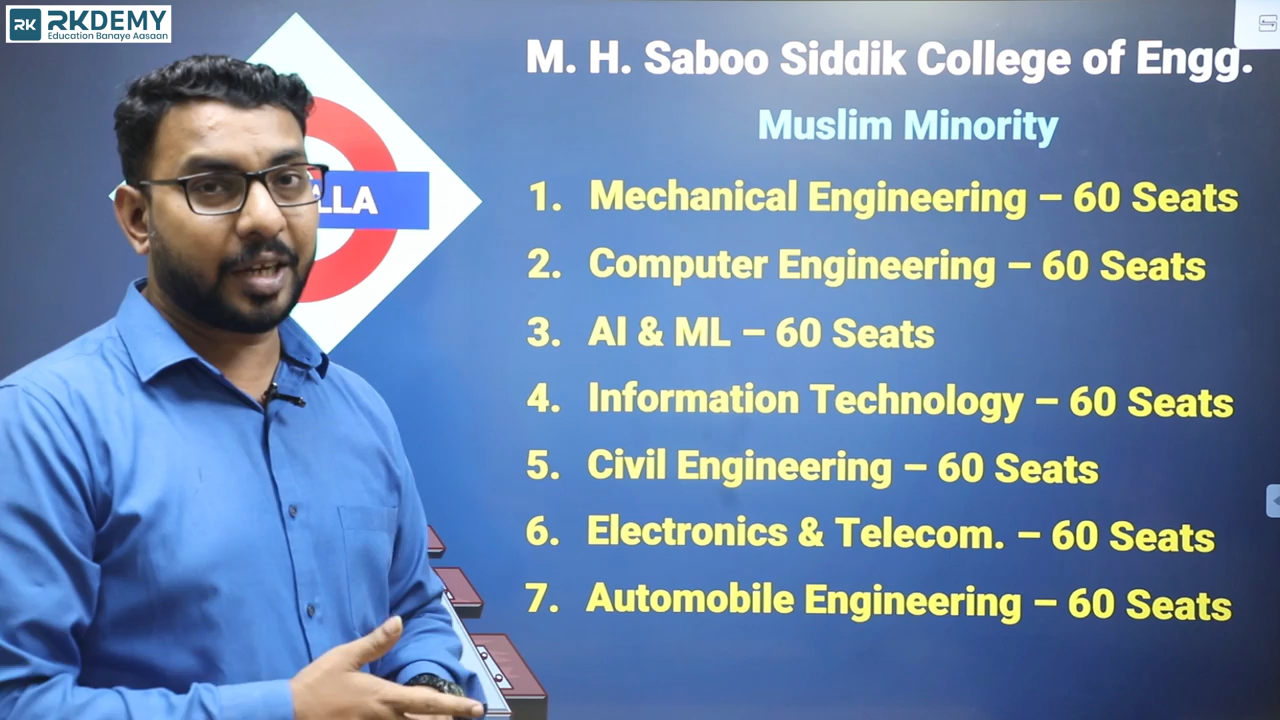 RK RKDEMY
Education Banaye Aasaan
M. H. Saboo Siddik College of Engg.
Muslim Minority
1. Mechanical Engineering – 60 Seats
2. Computer Engineering – 60 Seats
3. AI & ML – 60 Seats
4. Information Technology – 60 Seats
5. Civil Engineering – 60 Seats
6. Electronics & Telecom. – 60 Seats
7. Automobile Engineering – 60 Seats